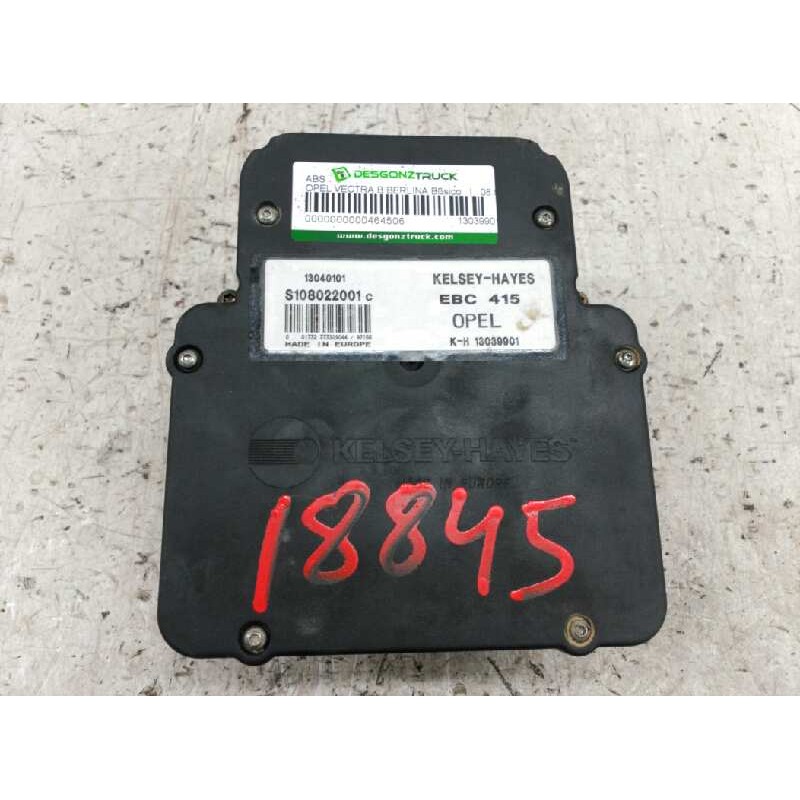 ABS
DESGONZTRUCK
OPEL VECTRA B BERLINA Básico
0000000000464506
1303990
www.desgonztruck.com
13040101
KELSEY-HAYES
S108022001 C
EBC 415
OPEL
K-H 13039901
MADE IN EUROPE
KELSEY-HAYES
MADE IN EUROPE
18845